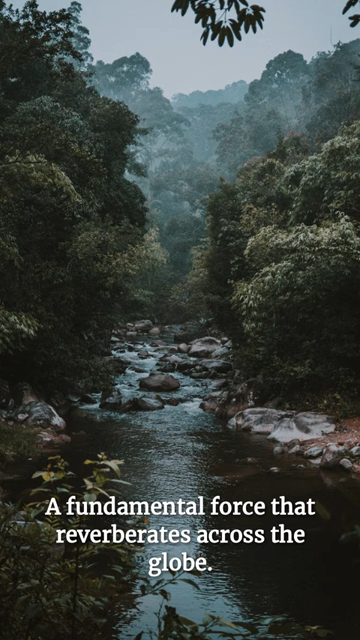 A fundamental force that
reverberates across the
globe.